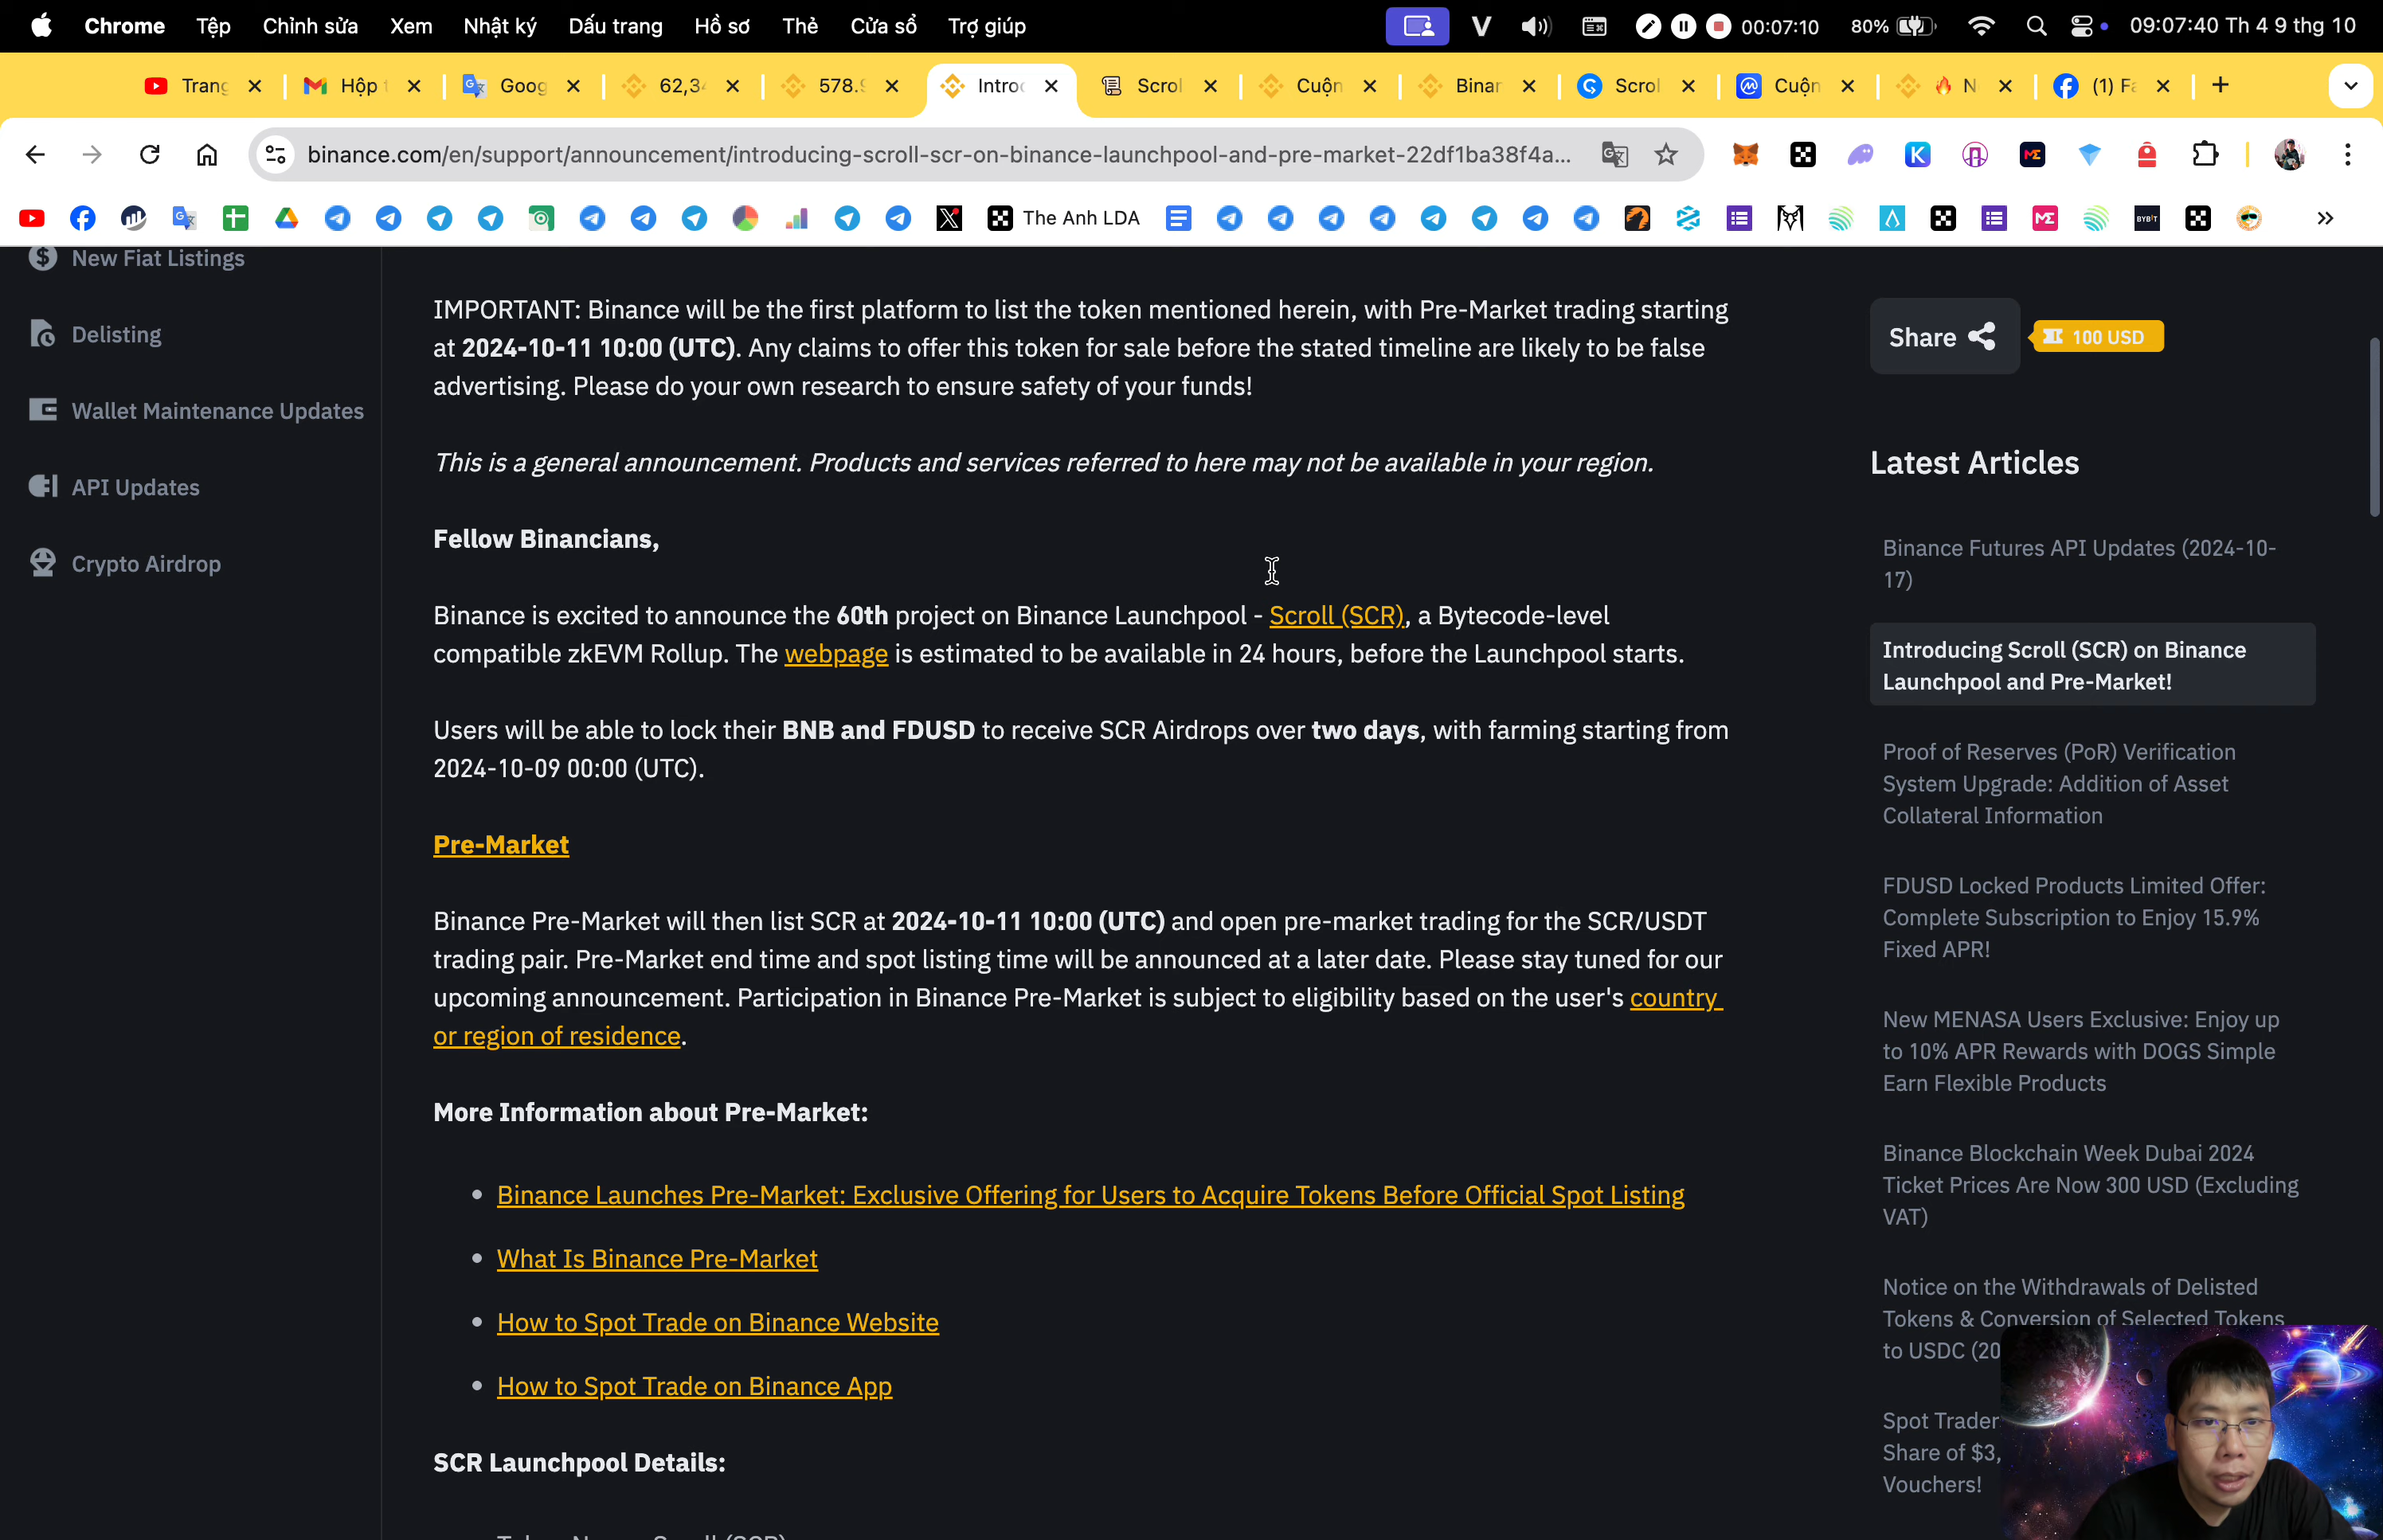 Chrome Tệp Chỉnh sửa Xem Nhật ký Dấu trang Hồ sơ Thẻ Cửa sổ Trợ giúp 00:07:10 80% 09:07:40 Th 4 9 thg 10
Trang Hộp Goog 62,3 578. Intro Scrol Cuộn Binar Scrol Cuộn N (1) Fa
binance.com/en/support/announcement/introducing-scroll-scr-on-binance-launchpool-and-pre-market-22df1ba38f4a...
The Anh LDA
New Fiat Listings
Delisting
Wallet Maintenance Updates
API Updates
Crypto Airdrop
IMPORTANT: Binance will be the first platform to list the token mentioned herein, with Pre-Market trading starting
at 2024-10-11 10:00 (UTC). Any claims to offer this token for sale before the stated timeline are likely to be false
advertising. Please do your own research to ensure safety of your funds!
This is a general announcement. Products and services referred to here may not be available in your region.
Fellow Binancians,
Binance is excited to announce the 60th project on Binance Launchpool - Scroll (SCR), a Bytecode-level
compatible zkEVM Rollup. The webpage is estimated to be available in 24 hours, before the Launchpool starts.
Users will be able to lock their BNB and FDUSD to receive SCR Airdrops over two days, with farming starting from
2024-10-09 00:00 (UTC).
Pre-Market
Binance Pre-Market will then list SCR at 2024-10-11 10:00 (UTC) and open pre-market trading for the SCR/USDT
trading pair. Pre-Market end time and spot listing time will be announced at a later date. Please stay tuned for our
upcoming announcement. Participation in Binance Pre-Market is subject to eligibility based on the user's country
or region of residence.
More Information about Pre-Market:
Binance Launches Pre-Market: Exclusive Offering for Users to Acquire Tokens Before Official Spot Listing
What Is Binance Pre-Market
How to Spot Trade on Binance Website
How to Spot Trade on Binance App
SCR Launchpool Details:
Share
100 USD
Latest Articles
Binance Futures API Updates (2024-10-
17)
Introducing Scroll (SCR) on Binance
Launchpool and Pre-Market!
Proof of Reserves (PoR) Verification
System Upgrade: Addition of Asset
Collateral Information
FDUSD Locked Products Limited Offer:
Complete Subscription to Enjoy 15.9%
Fixed APR!
New MENASA Users Exclusive: Enjoy up
to 10% APR Rewards with DOGS Simple
Earn Flexible Products
Binance Blockchain Week Dubai 2024
Ticket Prices Are Now 300 USD (Excluding
VAT)
Notice on the Withdrawals of Delisted
Tokens & Conversion of Selected Tokens
to USDC (20
Spot Trader
Share of $3,
Vouchers!